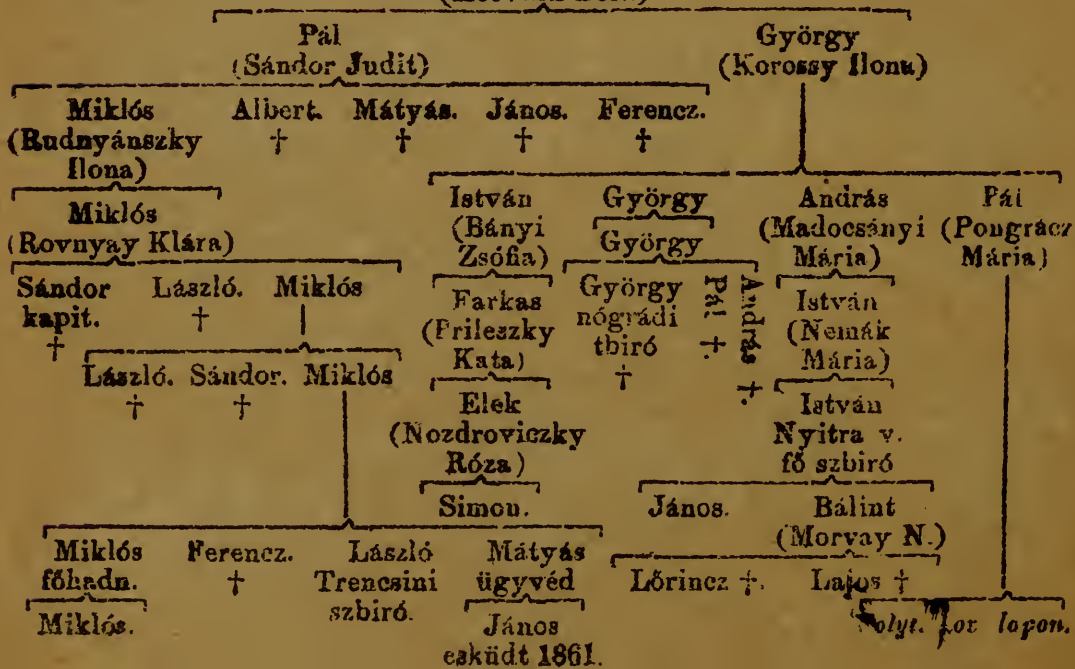 Pál György
(Sándor Judit) (Korossy Ilona)
Miklós Albert. Mátyás. János. Ferencz.
(Rudnyánszky † † † †
Ilona)
István György András Pál
Miklós (Bányi György (Madocsányi (Pongrácz
(Rovnyay Klára) Zsófia) Mária) Mária)
Sándor László. Miklós Farkas György Pál †. András †. István
kapit. † (Prileszky nógrádi (Nemák
† Kata) tbiró Mária)
László. Sándor. Miklós †
† † Elek István
(Nozdroviczky Nyitra v.
Róza) fő szbiró
Simon. János. Bálint
(Morvay N.)
Miklós Ferencz. László Mátyás
főhadn. † Trencsini ügyvéd Lőrincz †. Lajos †
szbiró.
Miklós. János lapon.
esküdt 1861.